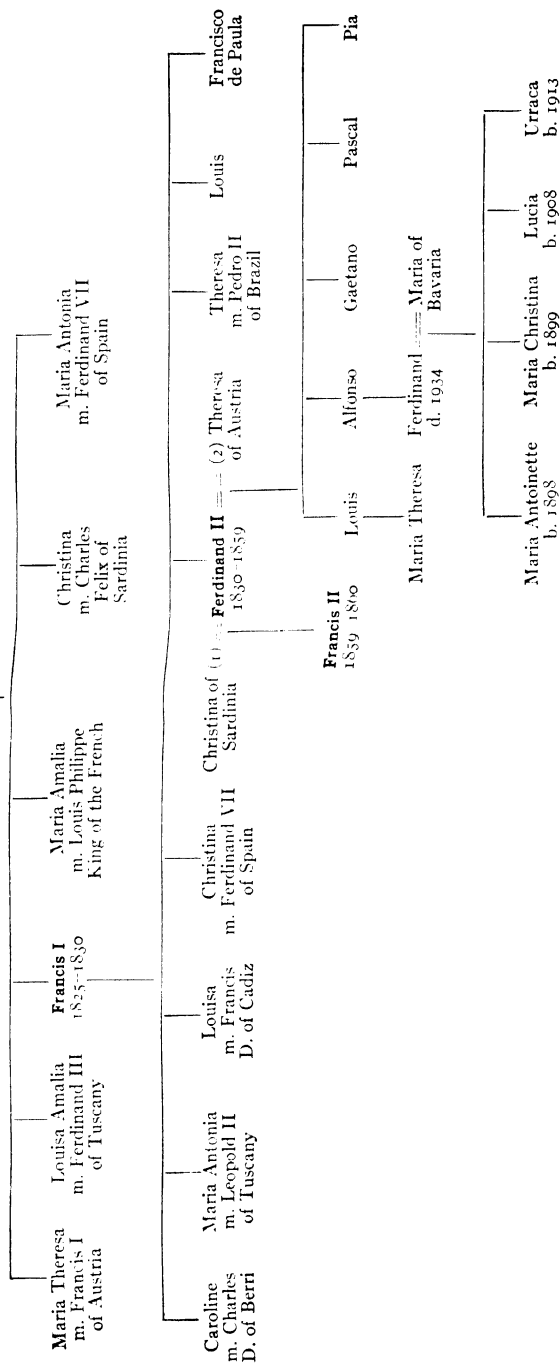 Maria Theresa
m. Francis I
of Austria
Louisa Amalia
m. Ferdinand III
of Tuscany
Francis I
1825–1830
Maria Amalia
m. Louis Philippe
King of the French
Christina
m. Charles
Felix of
Sardinia
Maria Antonia
m. Ferdinand VII
of Spain
Caroline
m. Charles
D. of Berri
Maria Antonia
m. Leopold II
of Tuscany
Louisa
m. Francis
D. of Cadiz
Christina
m. Ferdinand VII
of Spain
Christina of (1) = Ferdinand II = (2) Theresa
Sardinia 1830–1859 of Austria
Theresa
m. Pedro II
of Brazil
Louis
Francisco
de Paula
Francis II
1859–1860
Louis
Alfonso
Gaetano
Pascal
Pia
Maria Theresa
Ferdinand = Maria of
d. 1934 Bavaria
Maria Antoinette
b. 1898
Maria Christina
b. 1899
Lucia
b. 1908
Urraca
b. 1913